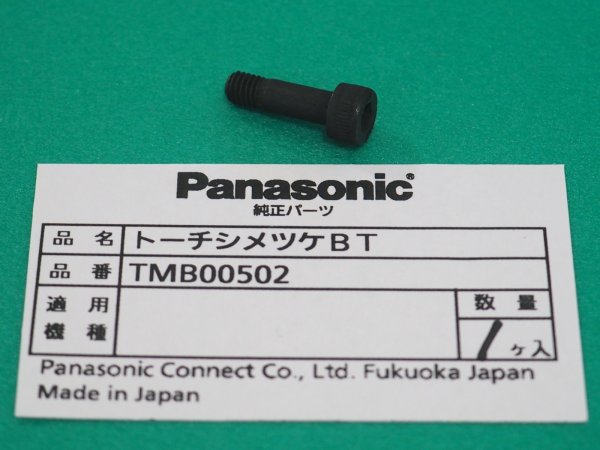 Panasonic®
純正パーツ
品名 トーチシメツケBT
品番 TMB00502
適用機種 数量
1ヶ入
Panasonic Connect Co., Ltd. Fukuoka Japan
Made in Japan